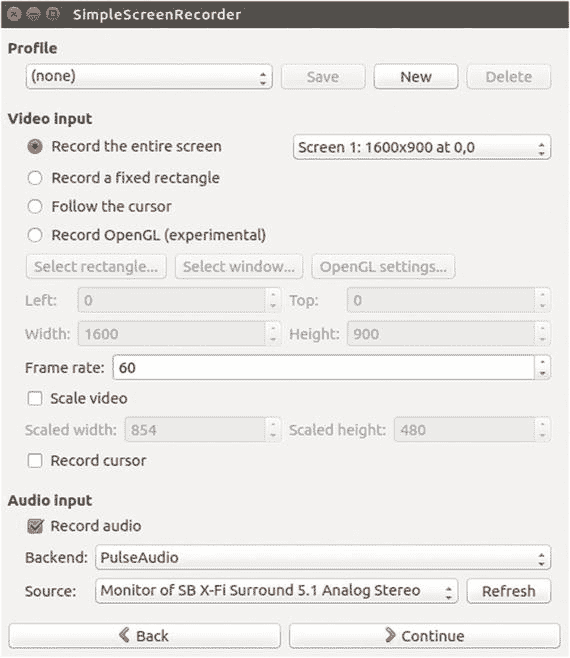 SimpleScreenRecorder
Profile
(none) Save New Delete
Video input
Record the entire screen Screen 1: 1600x900 at 0,0
Record a fixed rectangle
Follow the cursor
Record OpenGL (experimental)
Select rectangle... Select window... OpenGL settings...
Left: 0 Top: 0
Width: 1600 Height: 900
Frame rate: 60
Scale video
Scaled width: 854 Scaled height: 480
Record cursor
Audio input
Record audio
Backend: PulseAudio
Source: Monitor of SB X-Fi Surround 5.1 Analog Stereo Refresh
Back Continue